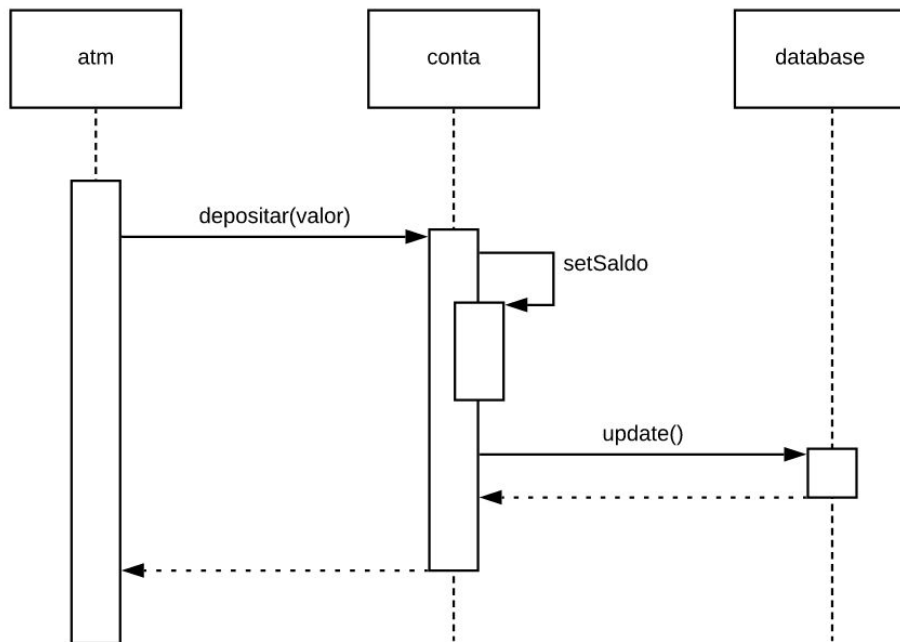 atm
conta
database
depositar(valor)
setSaldo
update()